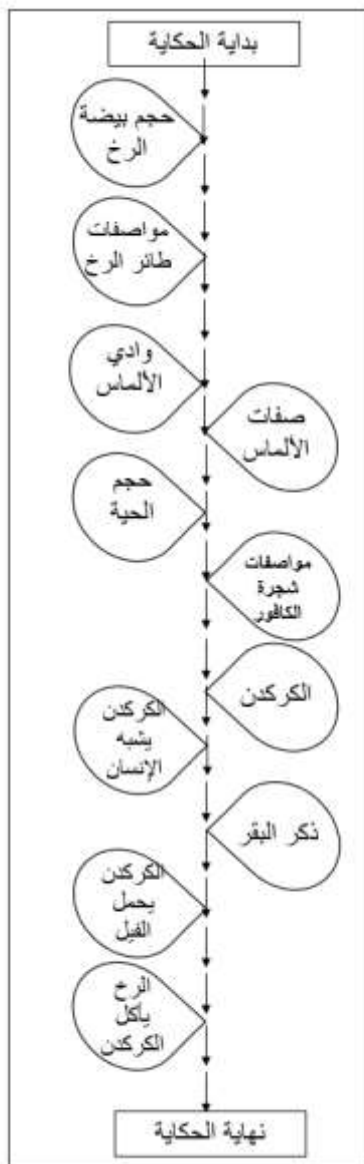 بداية الحكاية
حجم بيضة
الرخ
مواصفات
طائر الرخ
وادي
الألماس
صفات
الألماس
حجم
الحية
مواصفات
شجرة
الكافور
الكركدن
الكركدن
يشبه
الإنسان
ذكر البقر
الكركدن
يحمل
الفيل
الرخ
يأكل
الكركدن
نهاية الحكاية